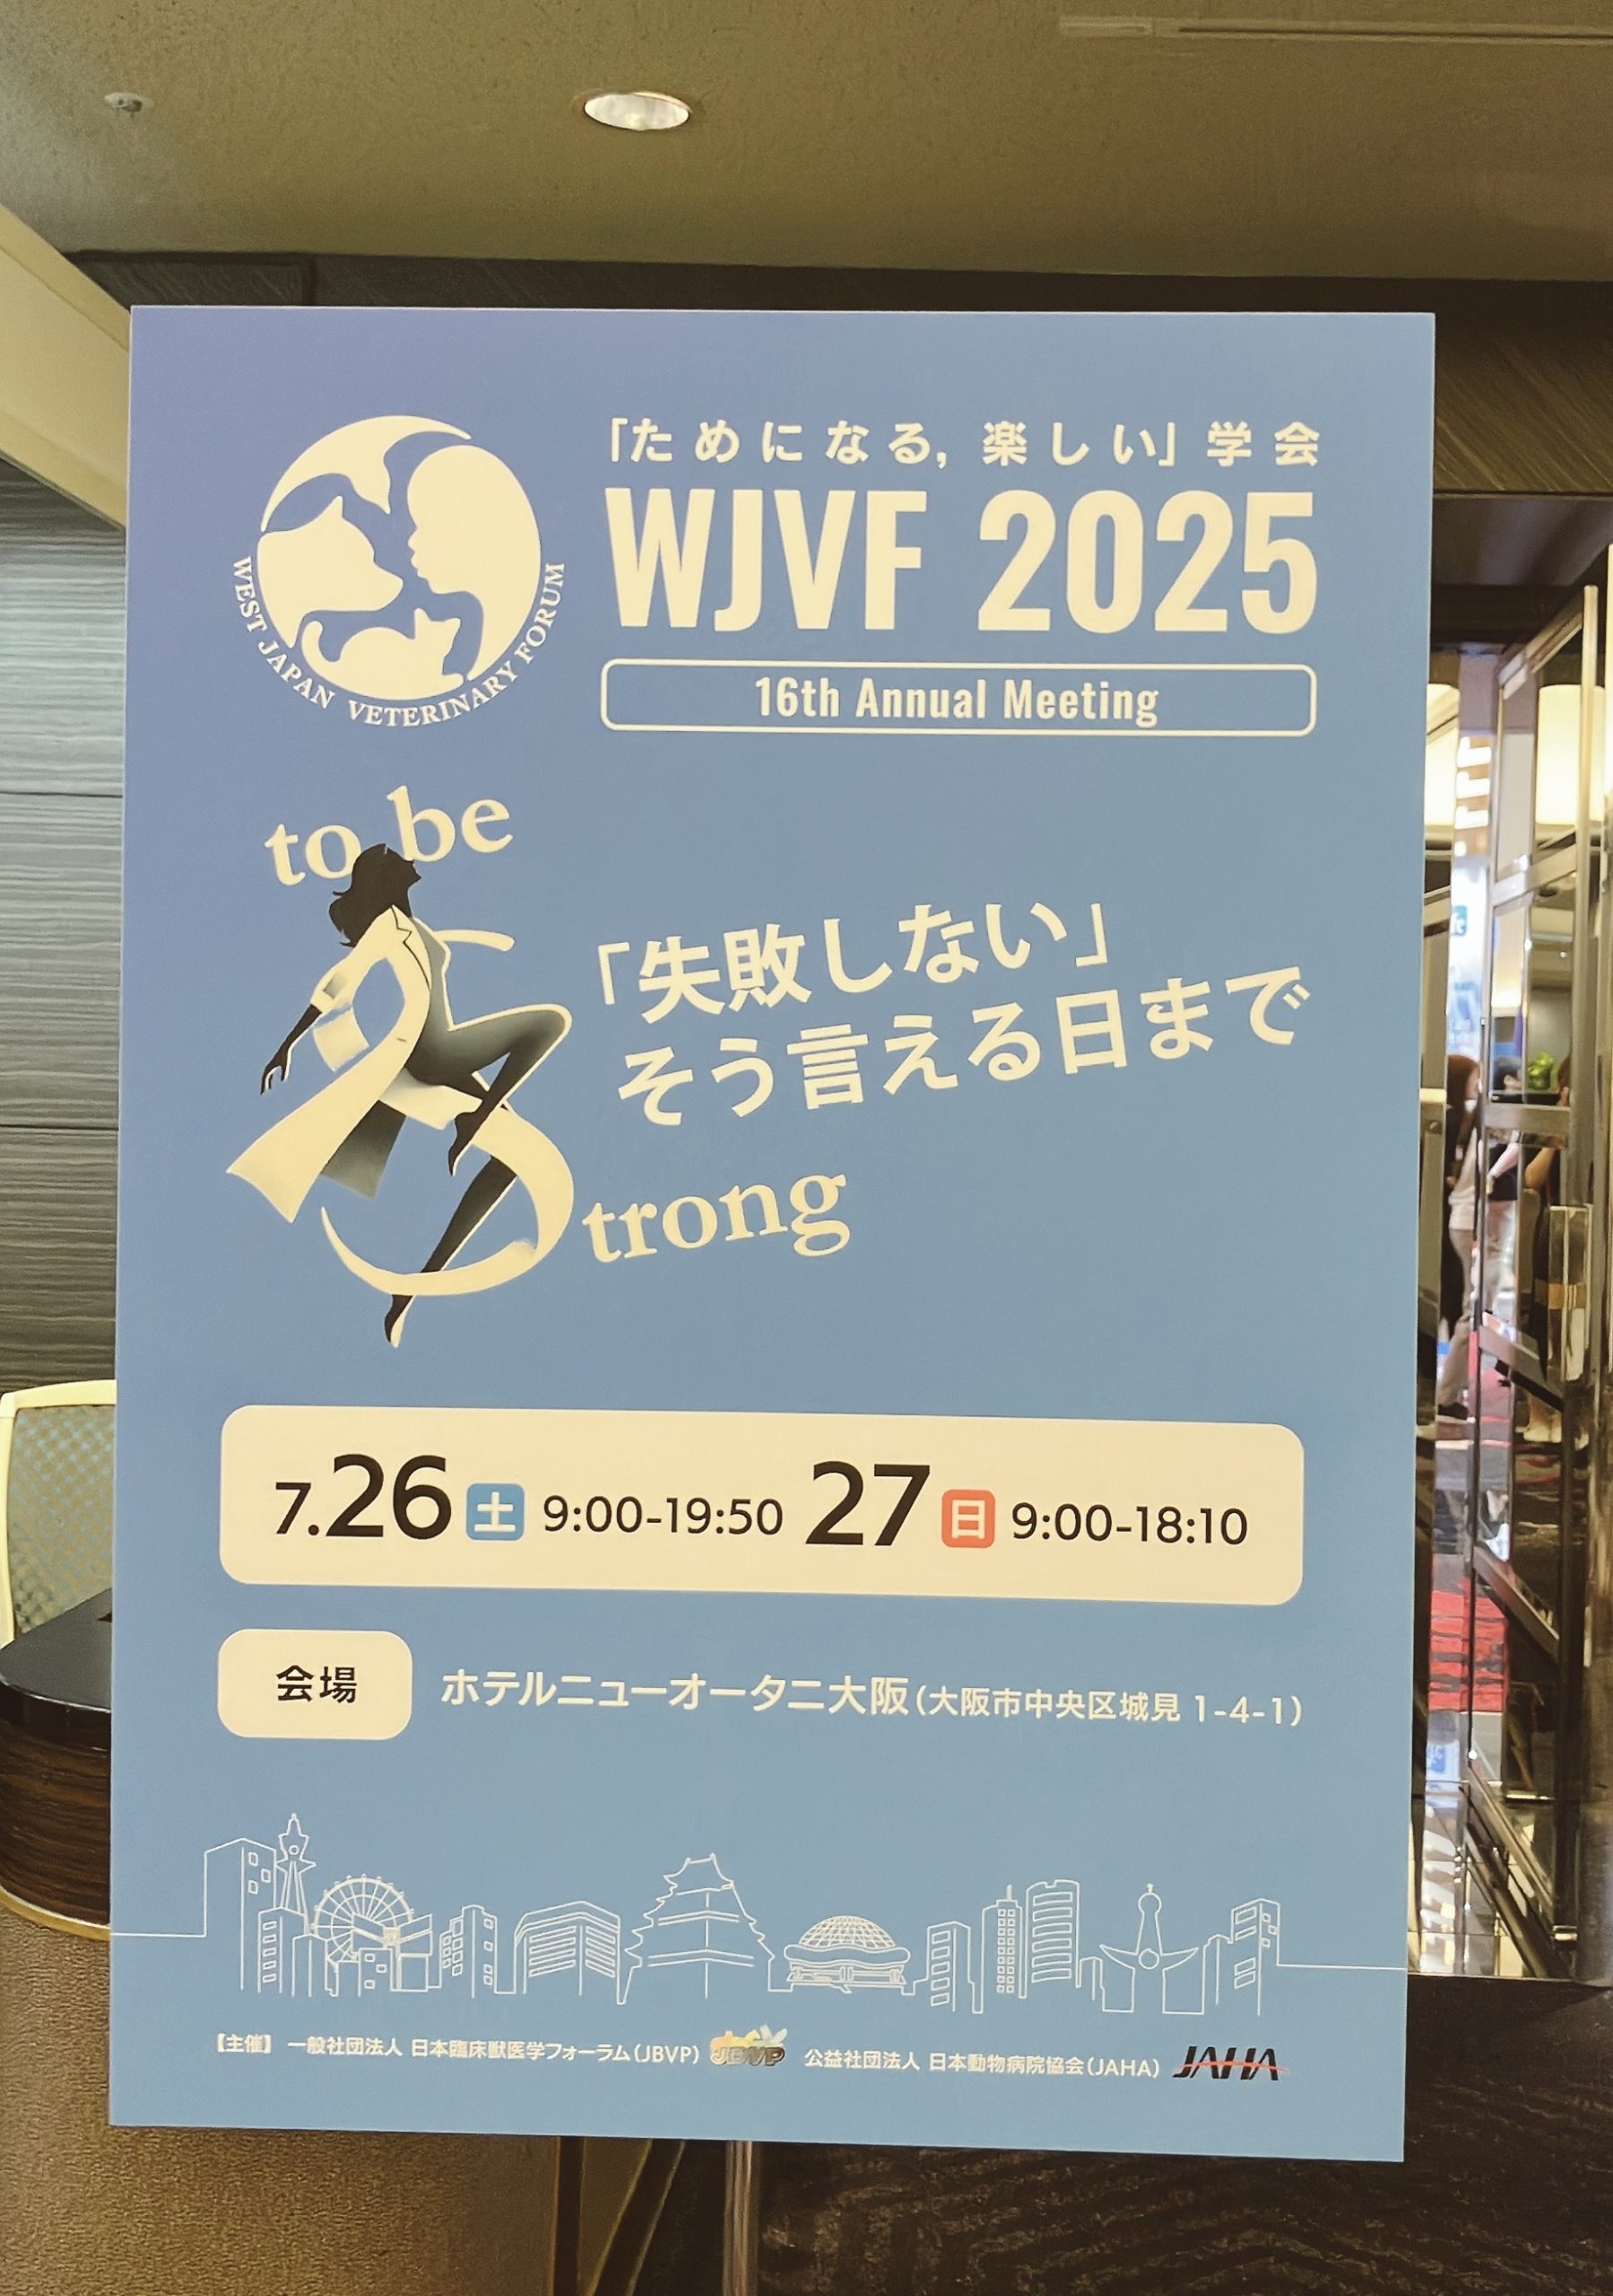 「ためになる，楽しい」学会
WJVF 2025
16th Annual Meeting
WEST JAPAN VETERINARY FORUM
to be
「失敗しない」
そう言える日まで
Strong
7.26 土 9:00-19:50 27 日 9:00-18:10
会場 ホテルニューオータニ大阪（大阪市中央区城見 1-4-1）
【主催】 一般社団法人 日本臨床獣医学フォーラム（JBVP） JBVP 公益社団法人 日本動物病院協会（JAHA） JAHA